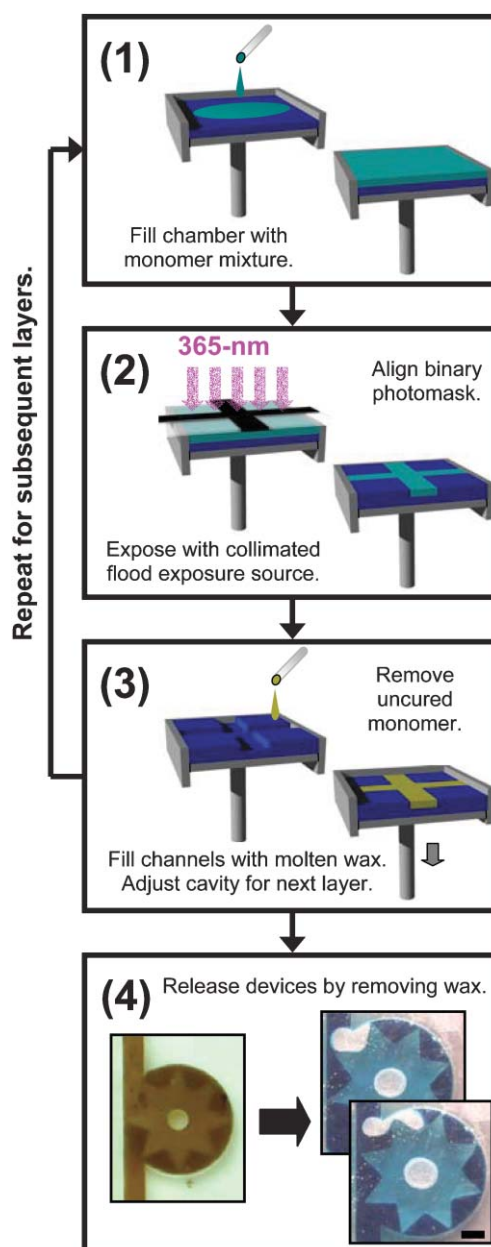 (1)
Fill chamber with
monomer mixture.
(2)
365-nm
Align binary
photomask.
Expose with collimated
flood exposure source.
(3)
Remove
uncured
monomer.
Fill channels with molten wax.
Adjust cavity for next layer.
Repeat for subsequent layers.
(4)
Release devices by removing wax.